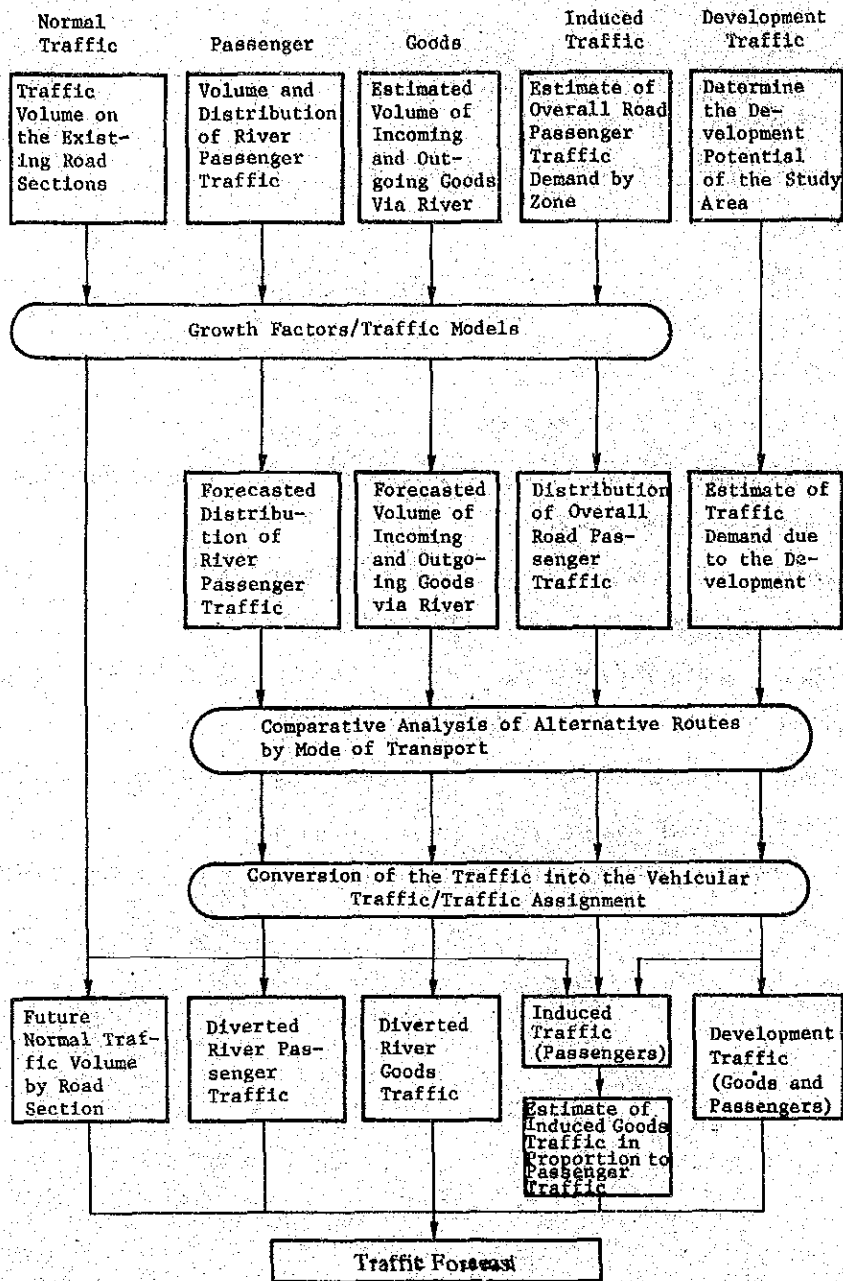 Normal
Traffic
Passenger
Goods
Induced
Traffic
Development
Traffic
Traffic
Volume on
the Exist-
ing Road
Sections
Volume and
Distribution
of River
Passenger
Traffic
Estimated
Volume of
Incoming
and Out-
going Goods
Via River
Estimate of
Overall Road
Passenger
Traffic
Demand by
Zone
Determine
the De-
velopment
Potential
of the Study
Area
Growth Factors/Traffic Models
Forecasted
Distribu-
tion of
River
Passenger
Traffic
Forecasted
Volume of
Incoming
and Outgo-
ing Goods
via River
Distribution
of Overall
Road Pas-
senger
Traffic
Estimate of
Traffic
Demand due
to the De-
velopment
Comparative Analysis of Alternative Routes
by Mode of Transport
Conversion of the Traffic into the Vehicular
Traffic/Traffic Assignment
Future
Normal Traf-
fic Volume
by Road
Section
Diverted
River Pas-
senger
Traffic
Diverted
River
Goods
Traffic
Induced
Traffic
(Passengers)
Estimate of
Induced Goods
Traffic in
Proportion to
Passenger
Traffic
Development
Traffic
(Goods and
Passengers)
Traffic Forecast